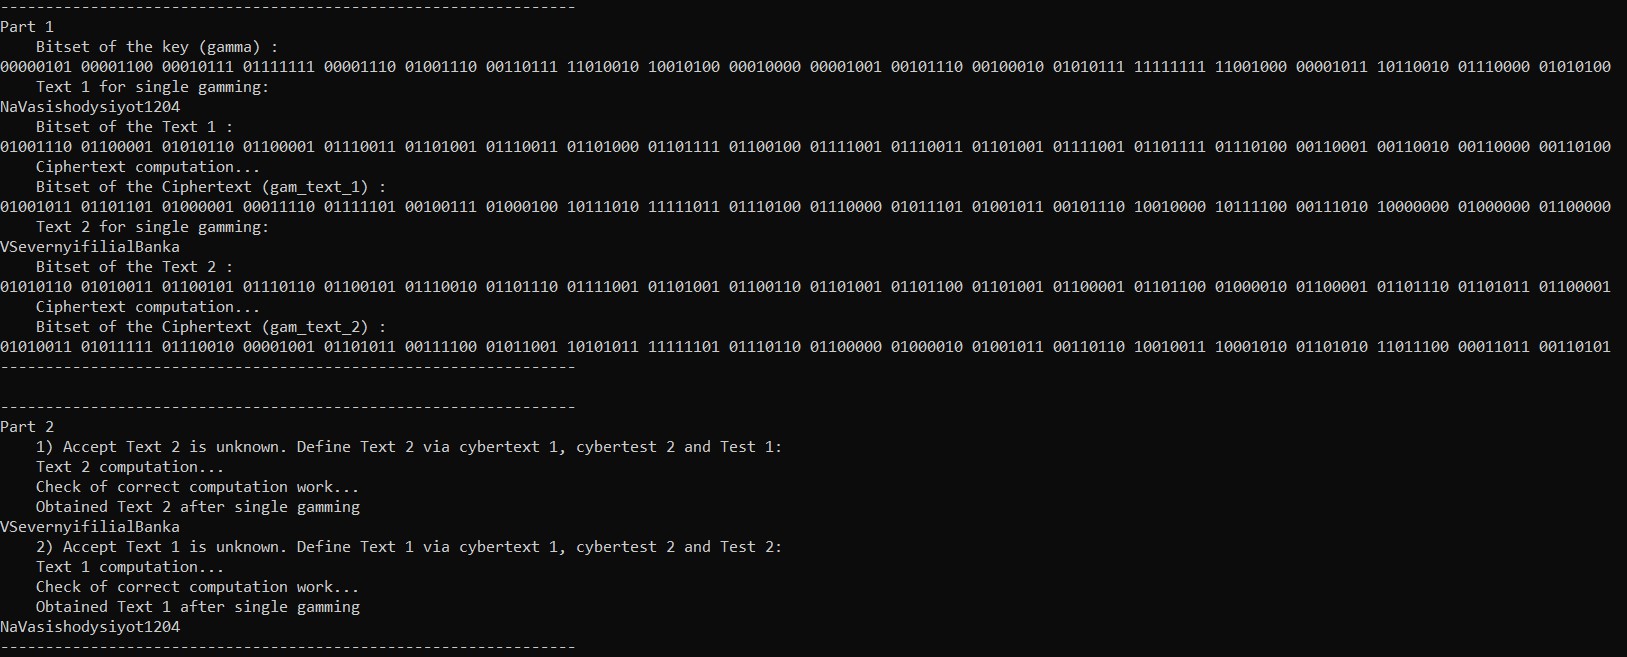 ----------------------------------------------------------------
Part 1
    Bitset of the key (gamma) :
00000101 00001100 00010111 01111111 00001110 01001110 00110111 11010010 10010100 00010000 00001001 00101110 00100010 01010111 11111111 11001000 00001011 10110010 01110000 01010100
    Text 1 for single gamming:
NaVasishodysiyot1204
    Bitset of the Text 1 :
01001110 01100001 01010110 01100001 01110011 01101001 01110011 01101000 01101111 01100100 01111001 01110011 01101001 01111001 01101111 01110100 00110001 00110010 00110000 00110100
    Ciphertext computation...
    Bitset of the Ciphertext (gam_text_1) :
01001011 01101101 01000001 00011110 01111101 00100111 01000100 10111010 11111011 01110100 01110000 01011101 01001011 00101110 10010000 10111100 00111010 10000000 01000000 01100000
    Text 2 for single gamming:
VSevernyifilialBanka
    Bitset of the Text 2 :
01010110 01010011 01100101 01110110 01100101 01110010 01101110 01111001 01101001 01100110 01101001 01101100 01101001 01100001 01101100 01000010 01100001 01101110 01101011 01100001
    Ciphertext computation...
    Bitset of the Ciphertext (gam_text_2) :
01010011 01011111 01110010 00001001 01101011 00111100 01011001 10101011 11111101 01110110 01100000 01000010 01001011 00110110 10010011 10001010 01101010 11011100 00011011 00110101
----------------------------------------------------------------
----------------------------------------------------------------
Part 2
    1) Accept Text 2 is unknown. Define Text 2 via cybertext 1, cybertest 2 and Test 1:
    Text 2 computation...
    Check of correct computation work...
    Obtained Text 2 after single gamming
VSevernyifilialBanka
    2) Accept Text 1 is unknown. Define Text 1 via cybertext 1, cybertest 2 and Test 2:
    Text 1 computation...
    Check of correct computation work...
    Obtained Text 1 after single gamming
NaVasishodysiyot1204
----------------------------------------------------------------